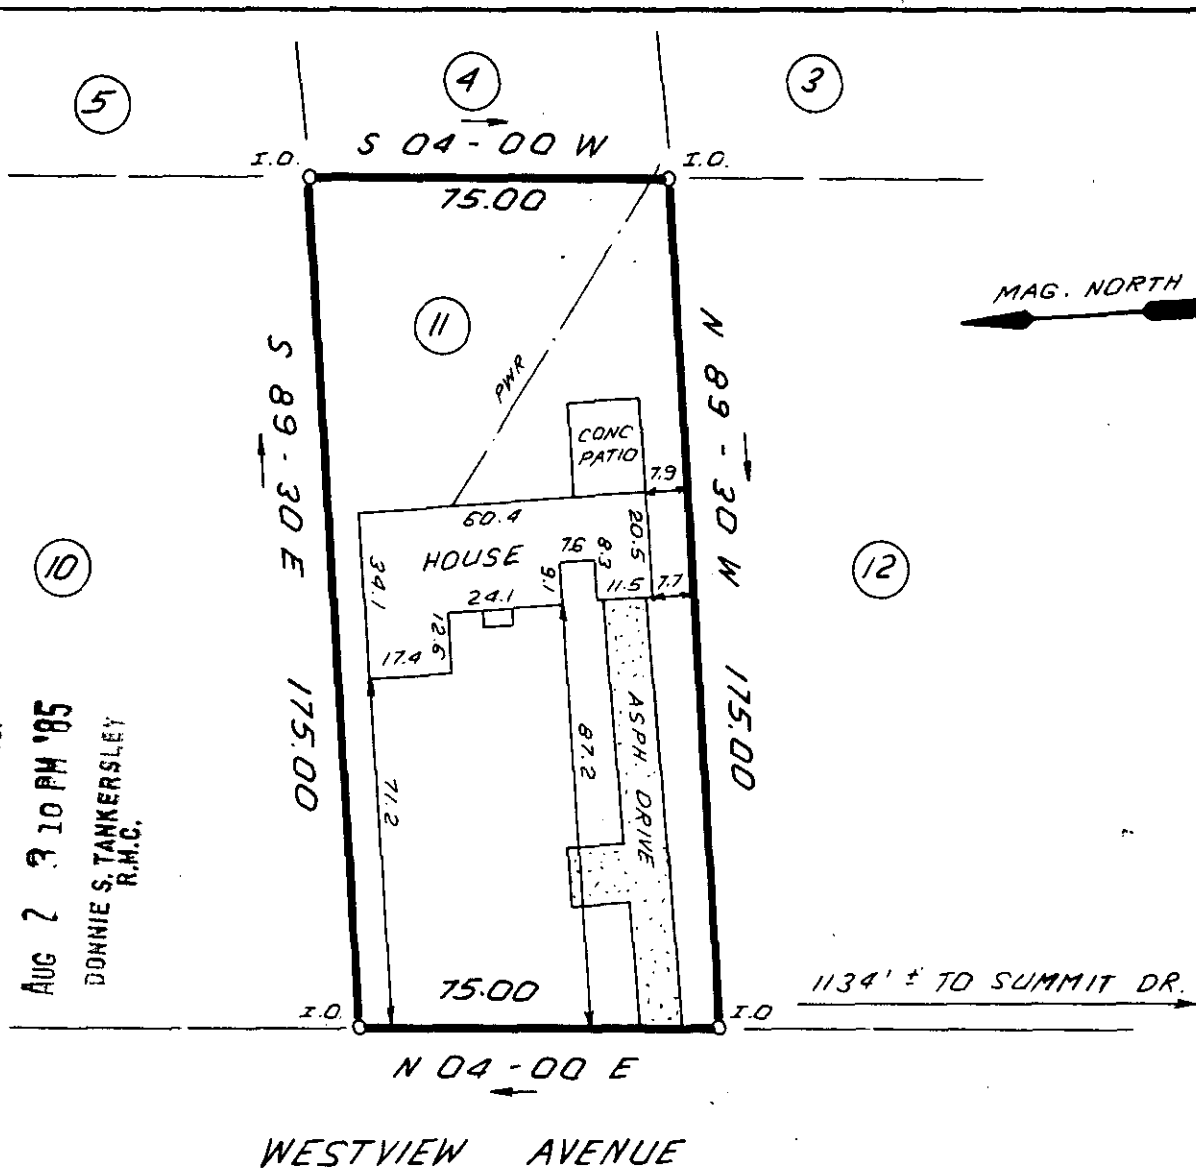 5
4
3
S 04-00 W
I.O.
I.O.
75.00
MAG. NORTH
11
N 89-30 W
S 89-30 E
PWR
CONC
PATIO
7.9
60.4
20.5
HOUSE
7.6
8.3
9.1
11.5
7.7
10
12
34.1
24.1
12.6
17.4
175.00
175.00
ASPH. DRIVE
87.2
71.2
AUG 7 3 10 PM '85
DONNIE S. TANKERSLEY
R.M.C.
75.00
I.O.
I.O
1134' ± TO SUMMIT DR.
N 04-00 E
WESTVIEW AVENUE